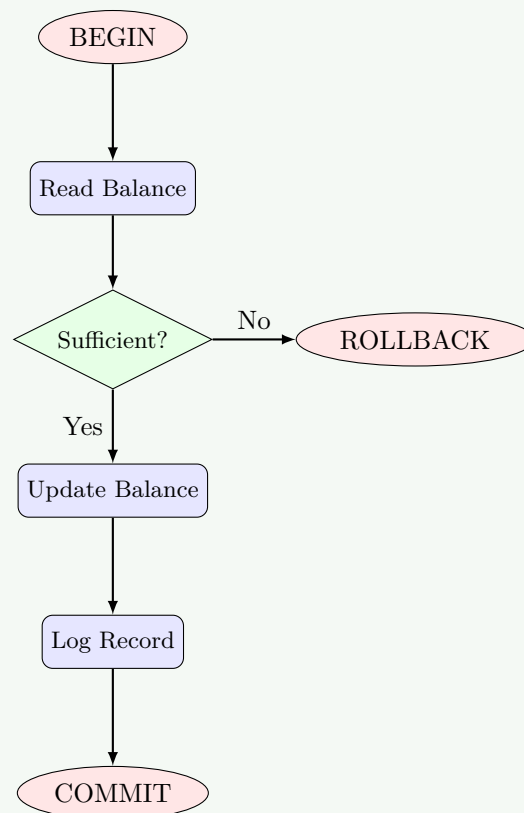 BEGIN
Read Balance
Sufficient?
No
ROLLBACK
Yes
Update Balance
Log Record
COMMIT